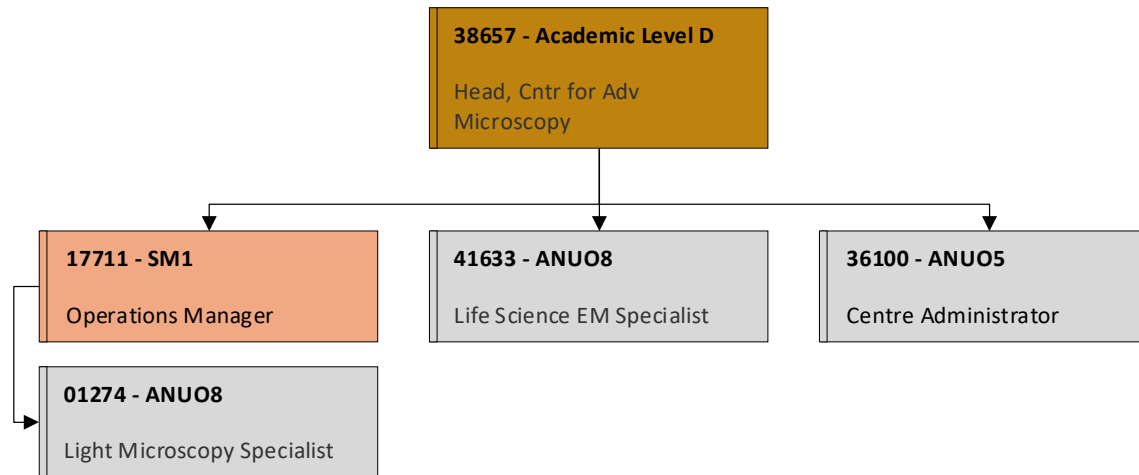 38657 - Academic Level D
Head, Cntr for Adv
Microscopy
17711 - SM1
Operations Manager
41633 - ANUO8
Life Science EM Specialist
36100 - ANUO5
Centre Administrator
01274 - ANUO8
Light Microscopy Specialist